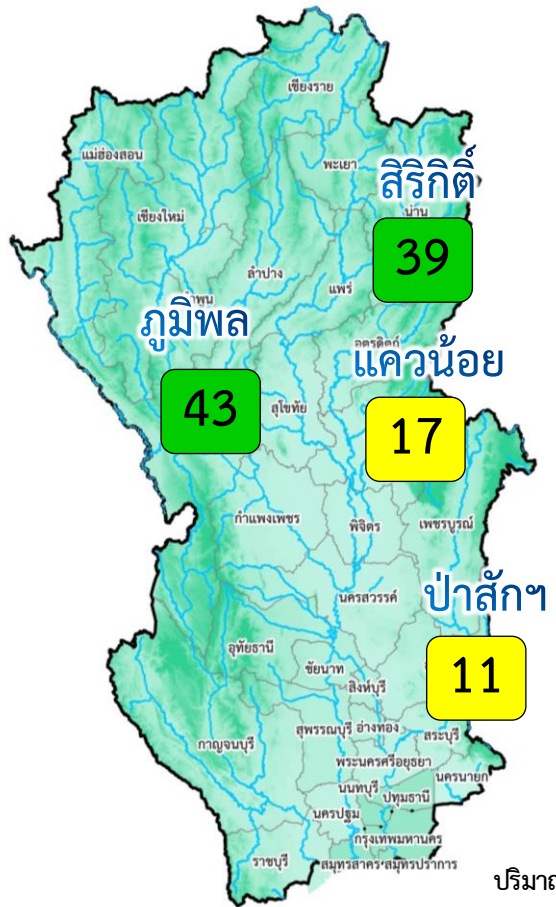 เชียงราย
แม่ฮ่องสอน
พะเยา
สิริกิติ์
น่าน
เชียงใหม่
39
ลำปาง
แพร่
ภูมิพล
แควน้อย
43
สุโขทัย
17
กำแพงเพชร
พิจิตร
เพชรบูรณ์
นครสวรรค์
ป่าสักฯ
อุทัยธานี
ชัยนาท
11
สิงห์บุรี
สุพรรณบุรี อ่างทอง
สระบุรี
กาญจนบุรี
พระนครศรีอยุธยา
นครนายก
นนทบุรี
ปทุมธานี
นครปฐม
กรุงเทพมหานคร
ราชบุรี
สมุทรสาคร สมุทรปราการ